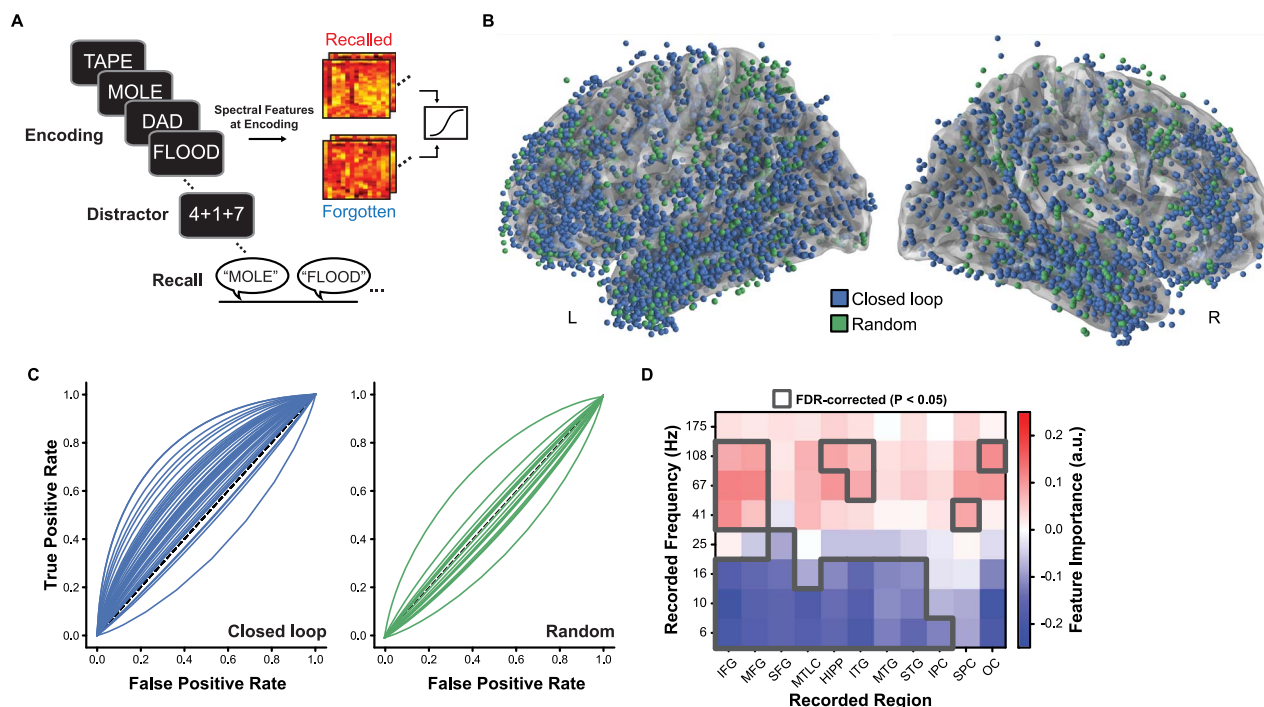 A
TAPE
MOLE
DAD
FLOOD
Encoding
Spectral Features
at Encoding
Recalled
Forgotten
Distractor
4+1+7
Recall
“MOLE”
“FLOOD”
B
L
R
Closed loop
Random
C
True Positive Rate
1.0
0.8
0.6
0.4
0.2
0.0
0.0 0.2 0.4 0.6 0.8 1.0
Closed loop
False Positive Rate
1.0
0.8
0.6
0.4
0.2
0.0
0.0 0.2 0.4 0.6 0.8 1.0
Random
False Positive Rate
D
FDR-corrected (P < 0.05)
Recorded Frequency (Hz)
175
108
67
41
25
16
10
6
IFG MFG SFG MTLC HIPP ITG MTG STG IPC SPC OC
Recorded Region
0.2
0.1
0.0
-0.1
-0.2
Feature Importance (a.u.)